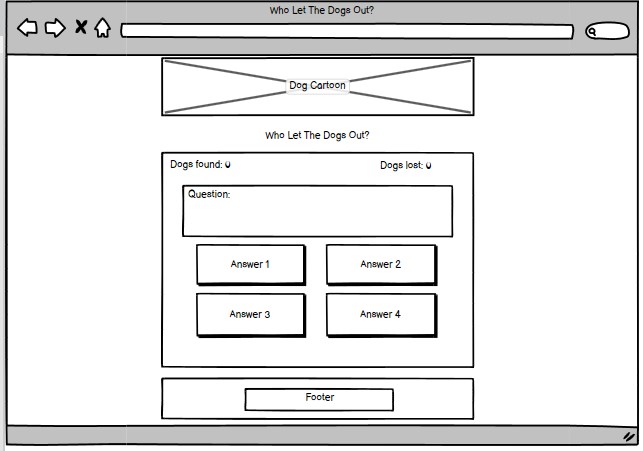 Who Let The Dogs Out?
Dog Cartoon
Who Let The Dogs Out?
Dogs found: 0 Dogs lost: 0
Question:
Answer 1 Answer 2
Answer 3 Answer 4
Footer